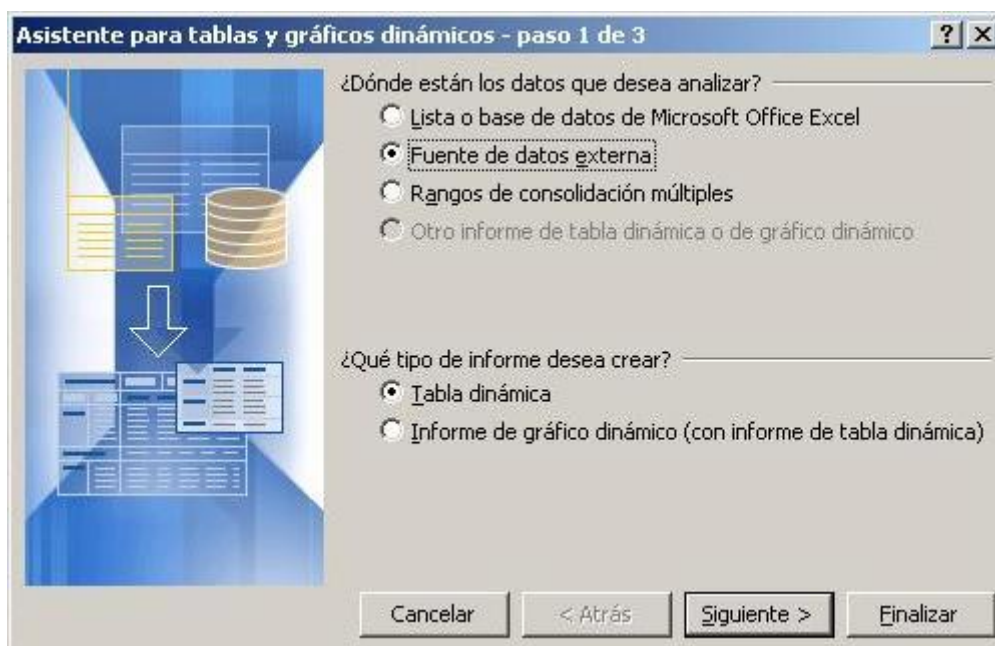 Asistente para tablas y gráficos dinámicos - paso 1 de 3
¿Dónde están los datos que desea analizar?
Lista o base de datos de Microsoft Office Excel
Fuente de datos externa
Rangos de consolidación múltiples
Otro informe de tabla dinámica o de gráfico dinámico
¿Qué tipo de informe desea crear?
Tabla dinámica
Informe de gráfico dinámico (con informe de tabla dinámica)
Cancelar < Atrás Siguiente > Finalizar